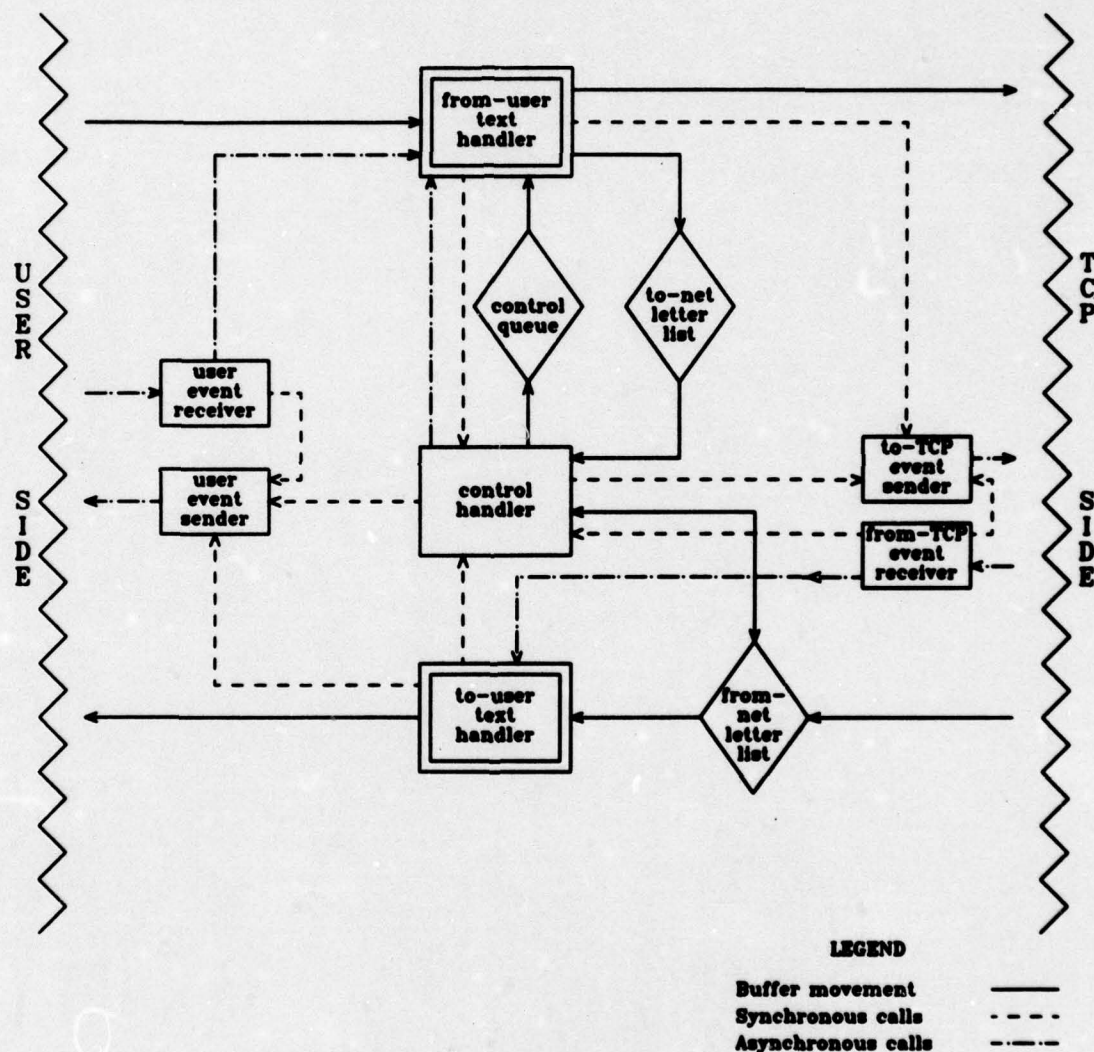 from-user
text
handler
USER
SIDE
TCP
SIDE
control
queue
to-net
letter
list
user
event
receiver
user
event
sender
control
handler
to-TCP
event
sender
from-TCP
event
receiver
to-user
text
handler
from-
net
letter
list
LEGEND
Buffer movement
Synchronous calls
Asynchronous calls